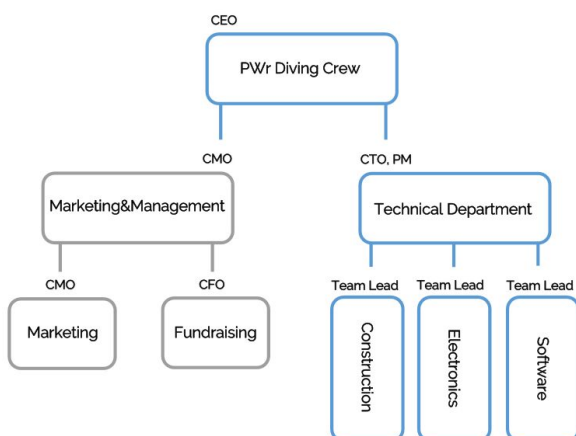 CEO
PWr Diving Crew
CMO
Marketing&Management
CTO, PM
Technical Department
CMO
Marketing
CFO
Fundraising
Team Lead
Construction
Team Lead
Electronics
Team Lead
Software